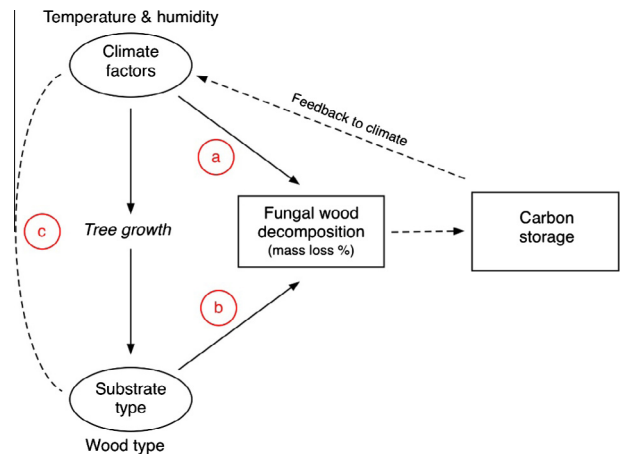 Temperature & humidity
Climate
factors
Feedback to climate
a
c
Tree growth
Fungal wood
decomposition
(mass loss %)
Carbon
storage
b
Substrate
type
Wood type